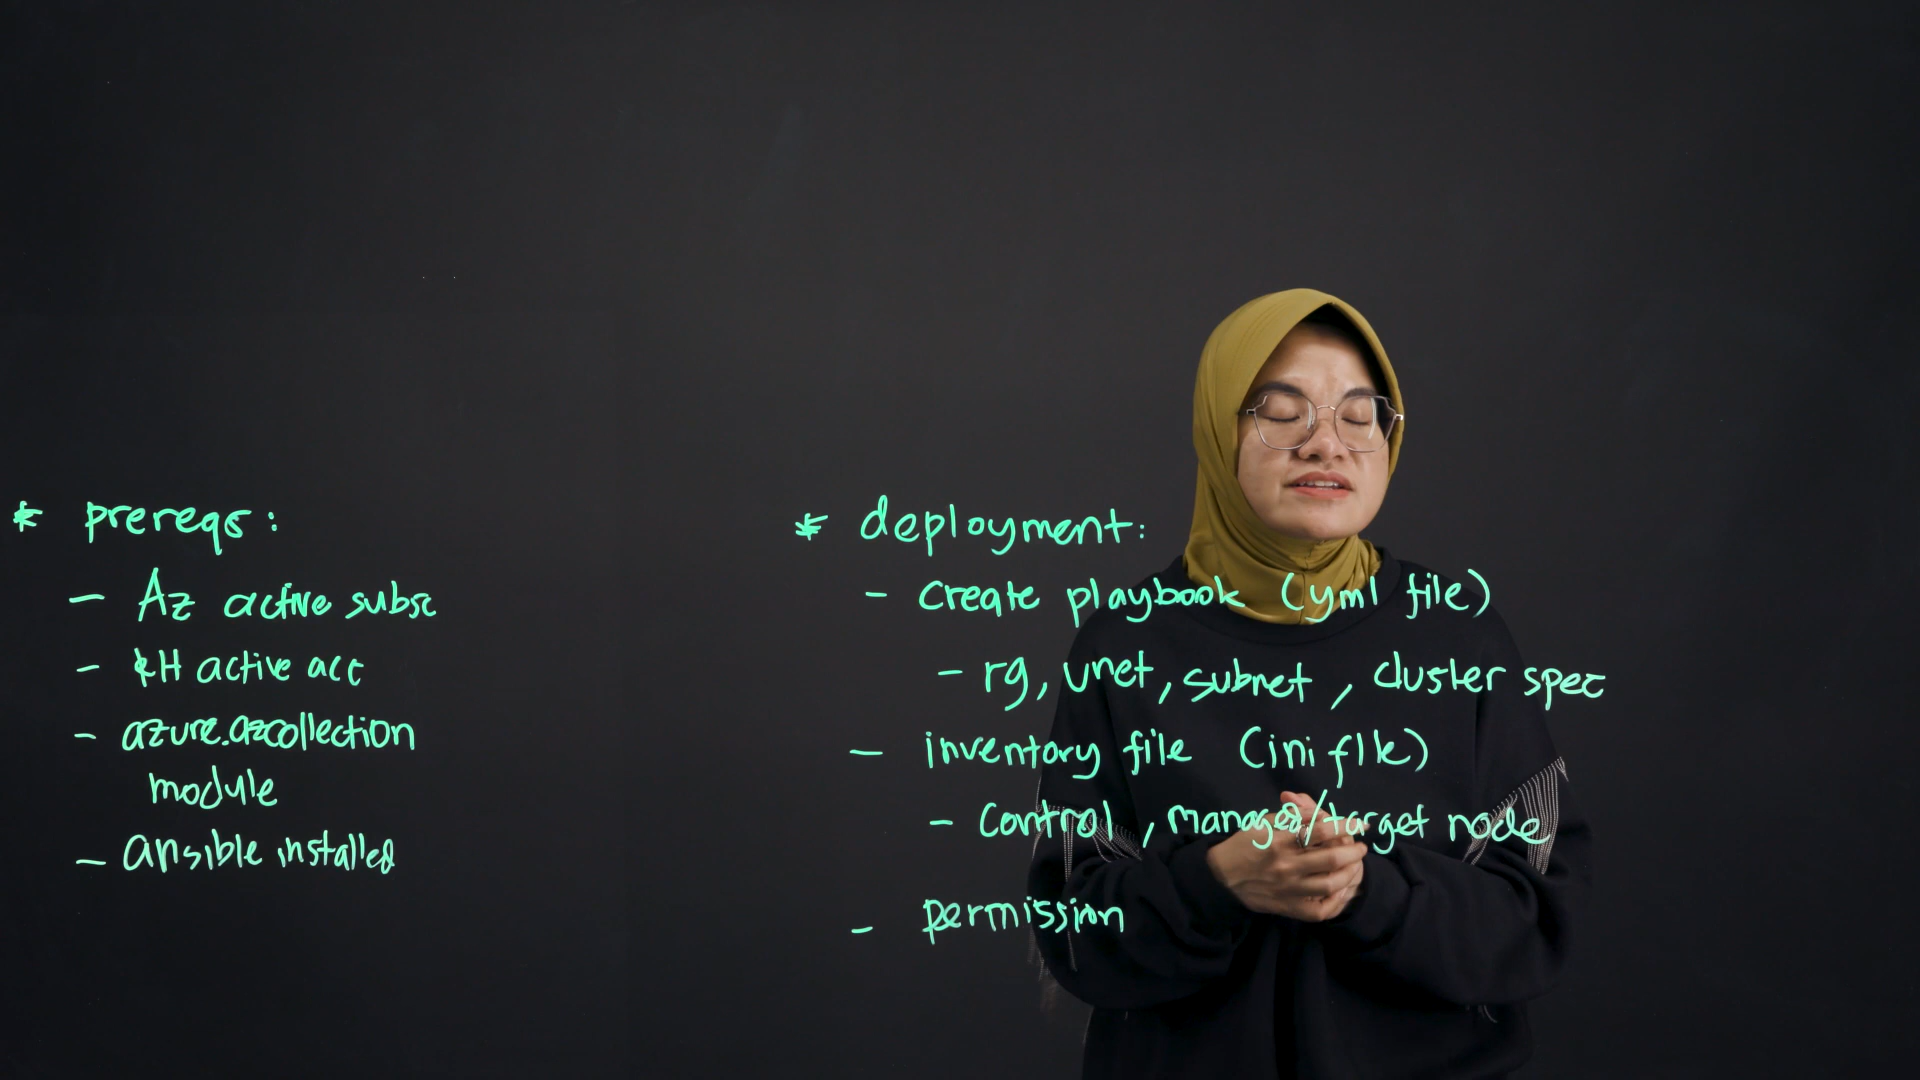 * prereqs:
- Az active subsc
- RH active acc
- azure.azcollection
module
- ansible installed
* deployment:
- Create playbook (yml file)
- rg, vnet, subnet, cluster spec
- inventory file (ini file)
- Control, managed/target node
- permission